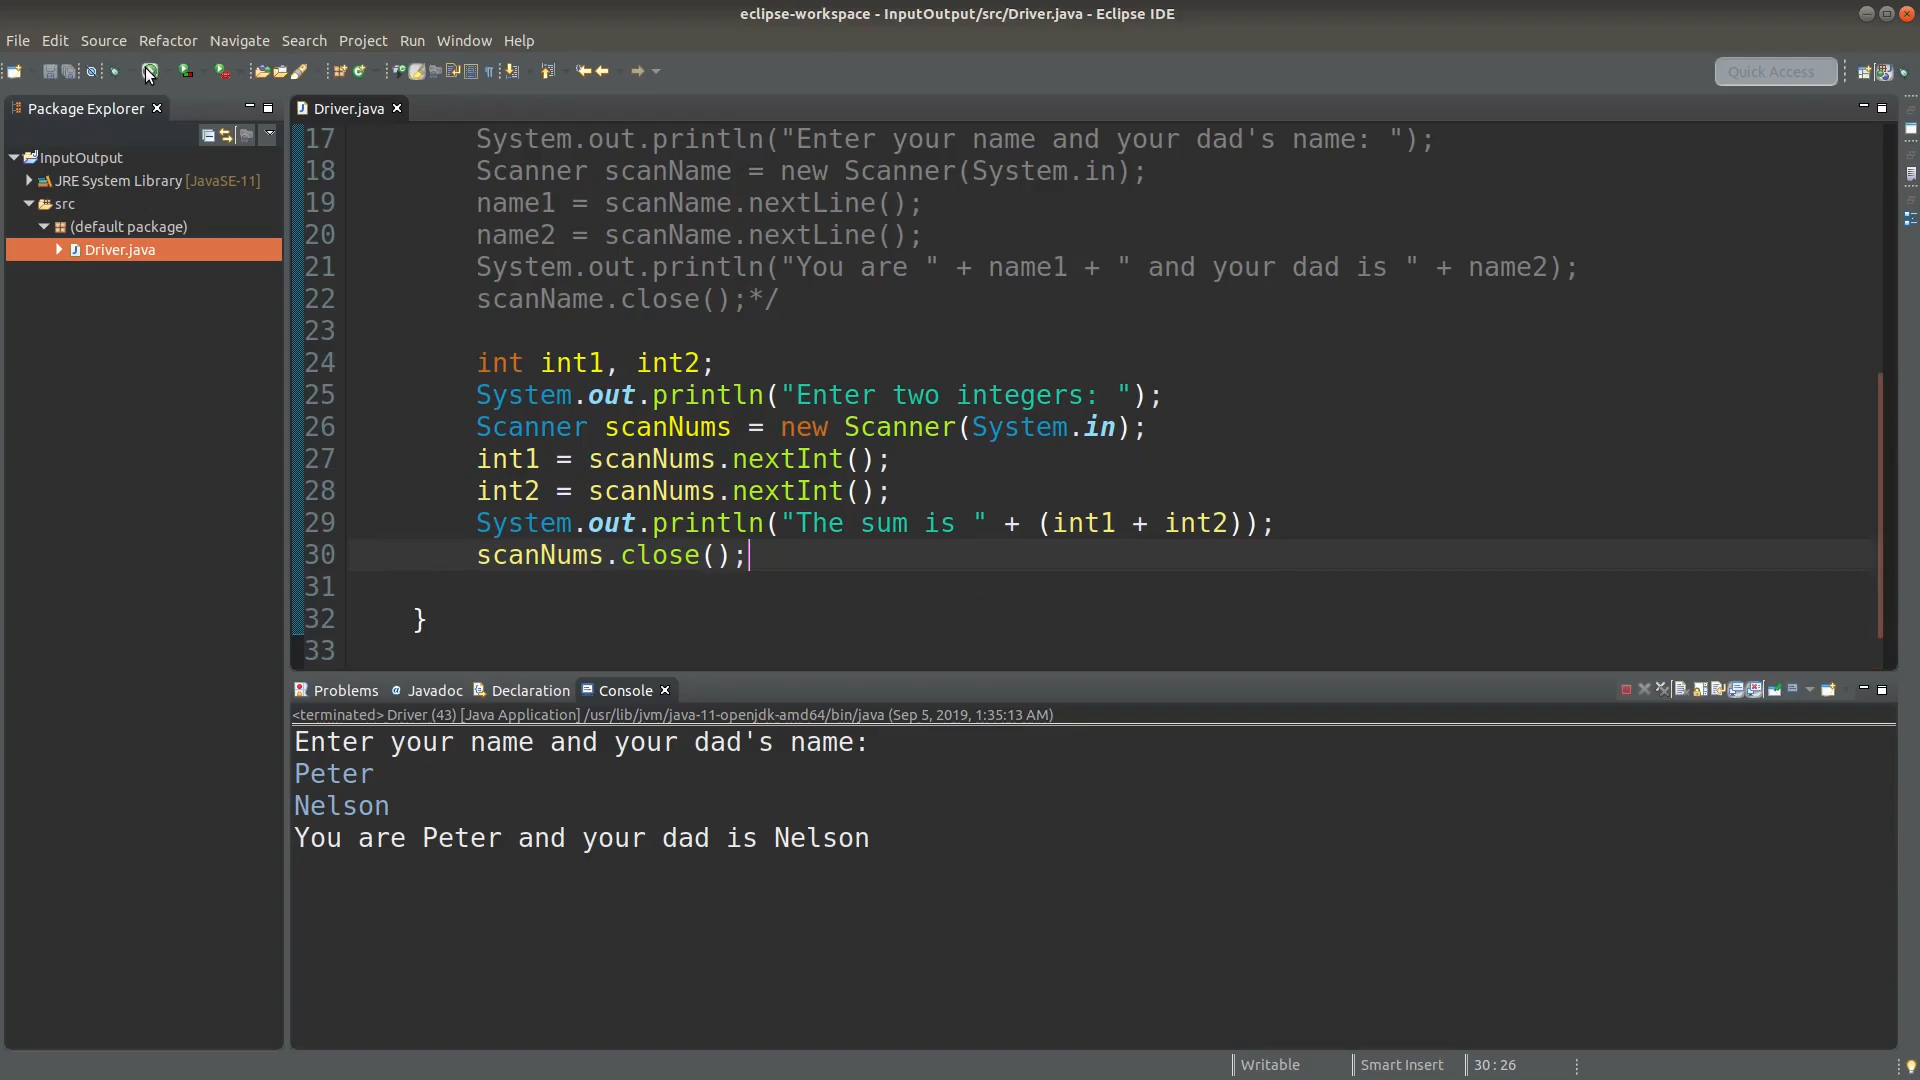 eclipse-workspace - InputOutput/src/Driver.java - Eclipse IDE
File Edit Source Refactor Navigate Search Project Run Window Help
Quick Access
Package Explorer
InputOutput
JRE System Library [JavaSE-11]
src
(default package)
Driver.java
Driver.java
17 System.out.println("Enter your name and your dad's name: ");
18 Scanner scanName = new Scanner(System.in);
19 name1 = scanName.nextLine();
20 name2 = scanName.nextLine();
21 System.out.println("You are " + name1 + " and your dad is " + name2);
22 scanName.close();*/
23
24 int int1, int2;
25 System.out.println("Enter two integers: ");
26 Scanner scanNums = new Scanner(System.in);
27 int1 = scanNums.nextInt();
28 int2 = scanNums.nextInt();
29 System.out.println("The sum is " + (int1 + int2));
30 scanNums.close();
31
32 }
33
Problems Javadoc Declaration Console
<terminated> Driver (43) [Java Application] /usr/lib/jvm/java-11-openjdk-amd64/bin/java (Sep 5, 2019, 1:35:13 AM)
Enter your name and your dad's name:
Peter
Nelson
You are Peter and your dad is Nelson
Writable Smart Insert 30 : 26